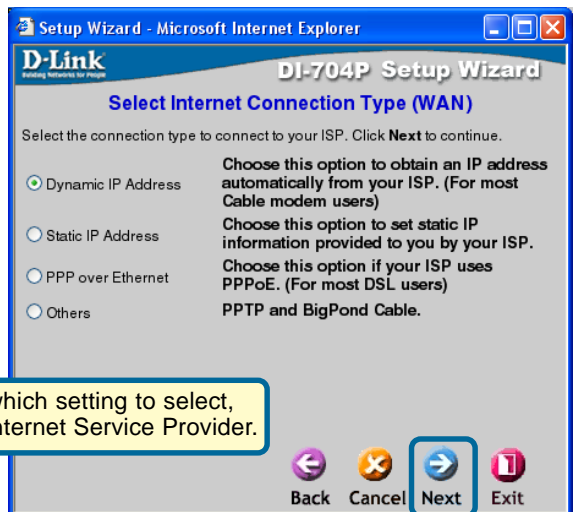 Setup Wizard - Microsoft Internet Explorer
D-Link
Building Networks for People
DI-704P Setup Wizard
Select Internet Connection Type (WAN)
Select the connection type to connect to your ISP. Click Next to continue.
Dynamic IP Address
Choose this option to obtain an IP address
automatically from your ISP. (For most
Cable modem users)
Static IP Address
Choose this option to set static IP
information provided to you by your ISP.
PPP over Ethernet
Choose this option if your ISP uses
PPPoE. (For most DSL users)
Others
PPTP and BigPond Cable.
which setting to select,
nternet Service Provider.
Back Cancel Next Exit